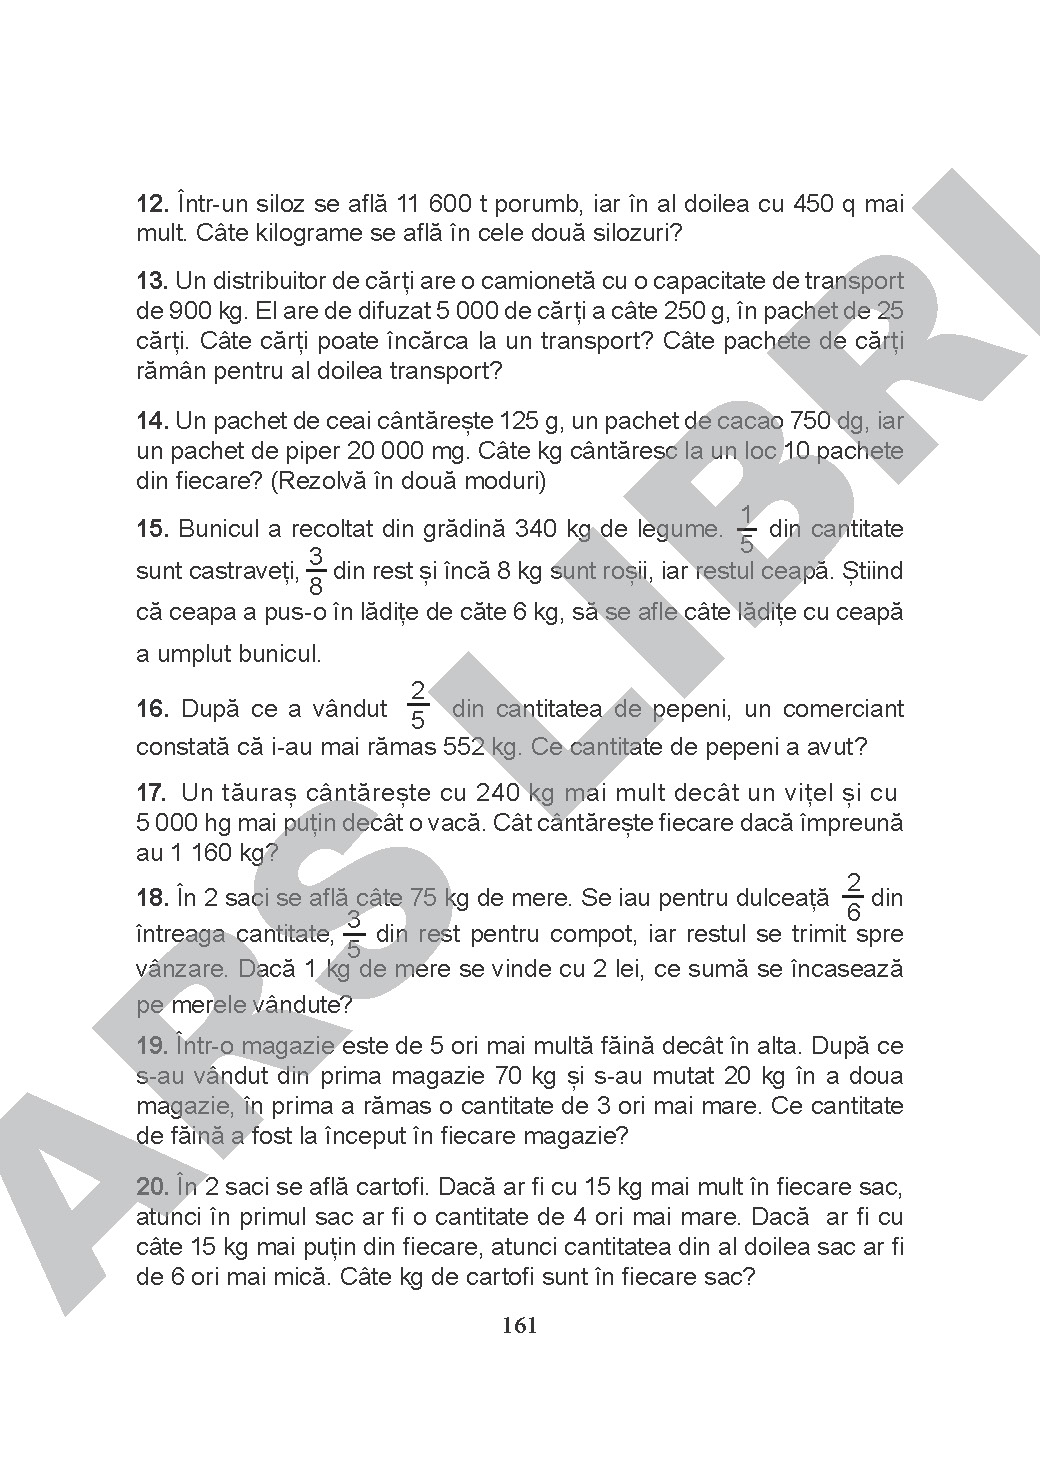 12. Într-un siloz se află 11 600 t porumb, iar în al doilea cu 450 q mai
mult. Câte kilograme se află în cele două silozuri?
13. Un distribuitor de cărți are o camionetă cu o capacitate de transport
de 900 kg. El are de difuzat 5 000 de cărți a câte 250 g, în pachet de 25
cărți. Câte cărți poate încărca la un transport? Câte pachete de cărți
rămân pentru al doilea transport?
14. Un pachet de ceai cântărește 125 g, un pachet de cacao 750 dg, iar
un pachet de piper 20 000 mg. Câte kg cântăresc la un loc 10 pachete
din fiecare? (Rezolvă în două moduri)
15. Bunicul a recoltat din grădină 340 kg de legume. 1/5 din cantitate
sunt castraveți, 3/8 din rest și încă 8 kg sunt roșii, iar restul ceapă. Știind
că ceapa a pus-o în lădițe de căte 6 kg, să se afle câte lădițe cu ceapă
a umplut bunicul.
16. După ce a vândut 2/5 din cantitatea de pepeni, un comerciant
constată că i-au mai rămas 552 kg. Ce cantitate de pepeni a avut?
17. Un tăuraș cântărește cu 240 kg mai mult decât un vițel și cu
5 000 hg mai puțin decât o vacă. Cât cântărește fiecare dacă împreună
au 1 160 kg?
18. În 2 saci se află câte 75 kg de mere. Se iau pentru dulceață 2/6 din
întreaga cantitate, 3/5 din rest pentru compot, iar restul se trimit spre
vânzare. Dacă 1 kg de mere se vinde cu 2 lei, ce sumă se încasează
pe merele vândute?
19. Într-o magazie este de 5 ori mai multă făină decât în alta. După ce
s-au vândut din prima magazie 70 kg și s-au mutat 20 kg în a doua
magazie, în prima a rămas o cantitate de 3 ori mai mare. Ce cantitate
de făină a fost la început în fiecare magazie?
20. În 2 saci se află cartofi. Dacă ar fi cu 15 kg mai mult în fiecare sac,
atunci în primul sac ar fi o cantitate de 4 ori mai mare. Dacă ar fi cu
câte 15 kg mai puțin din fiecare, atunci cantitatea din al doilea sac ar fi
de 6 ori mai mică. Câte kg de cartofi sunt în fiecare sac?
161
ARS LIBRI